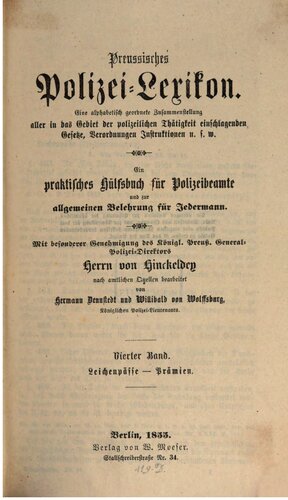 Preussisches
Polizei-Lexikon.
Eine alphabetisch geordnete Zusammenstellung
aller in das Gebiet der polizeilichen Thätigkeit einschlagenden
Gesetze, Verordnungen Instruktionen u. s. w.
Ein
praktisches Hülfsbuch für Polizeibeamte
und zur
allgemeinen Belehrung für Jedermann.
Mit besonderer Genehmigung des Königl. Preuß. General-
Polizei-Direktors
Herrn von Hinckeldey
nach amtlichen Quellen bearbeitet
von
Hermann Dennstedt und Willibald von Wolffsburg,
Königlichen Polizei-Lieutenants.
Vierter Band.
Leichenpässe — Prämien.
Berlin, 1855.
Verlag von W. Moeser.
Stallschreiberstraße Nr. 34.